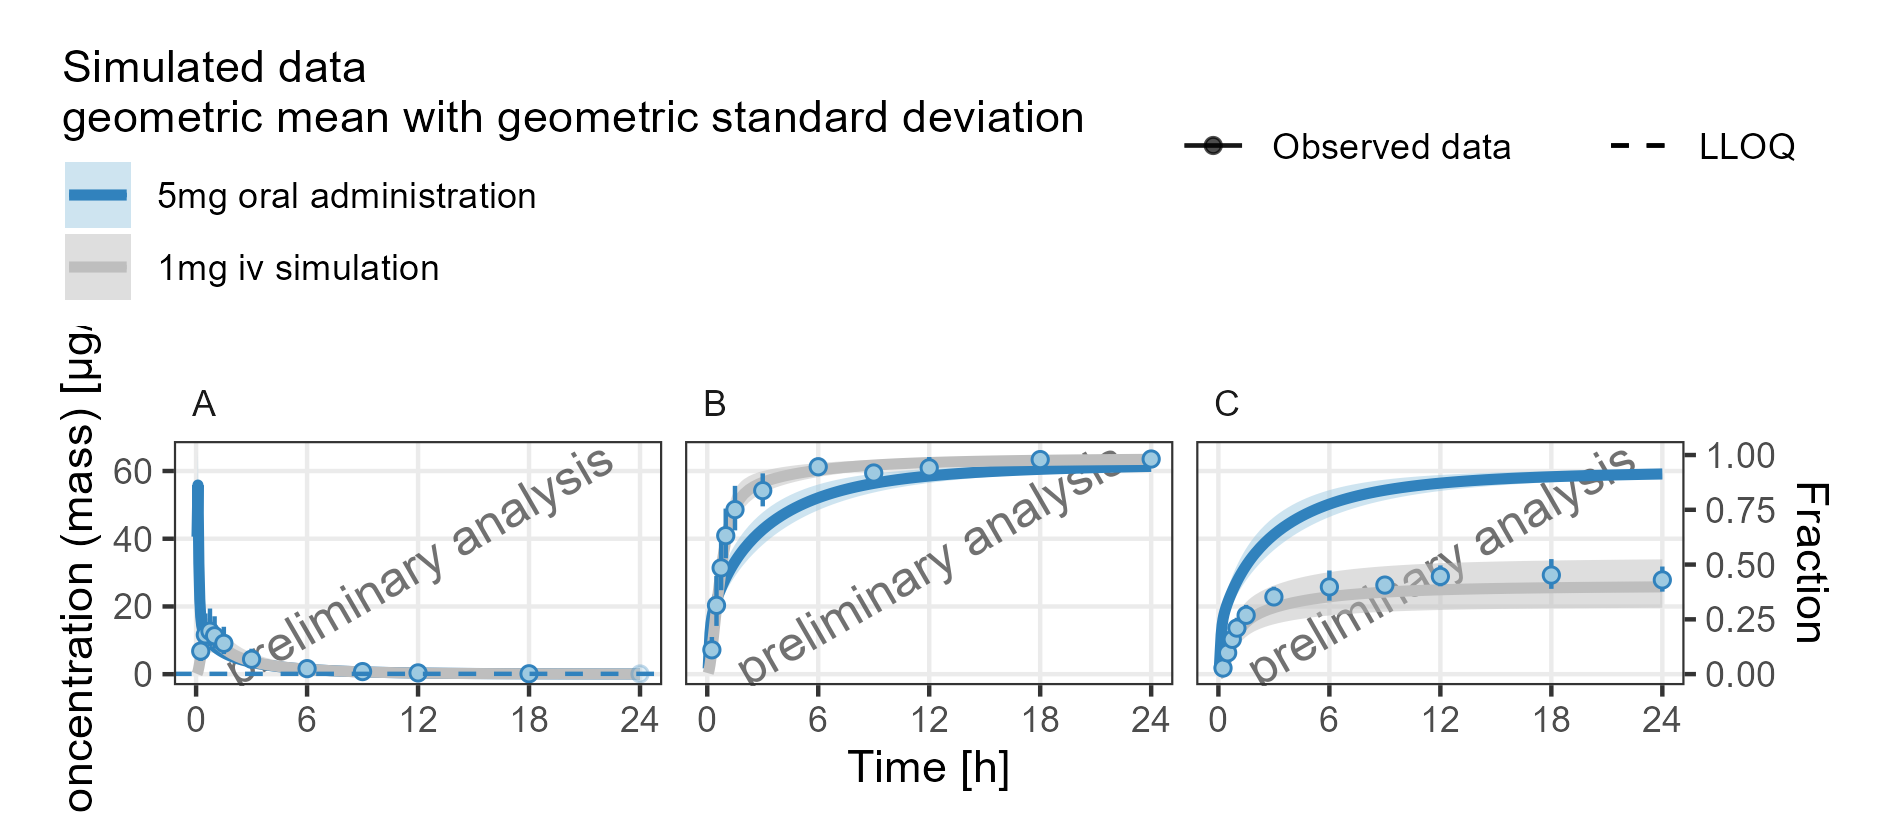 Simulated data
geometric mean with geometric standard deviation
5mg oral administration
1mg iv simulation
Observed data
LLOQ
oncentration (mass) [µg/
A
B
C
60
40
20
0
preliminary analysis
preliminary analysis
preliminary analysis
1.00
0.75
0.50
0.25
0.00
Fraction
0 6 12 18 24
0 6 12 18 24
0 6 12 18 24
Time [h]